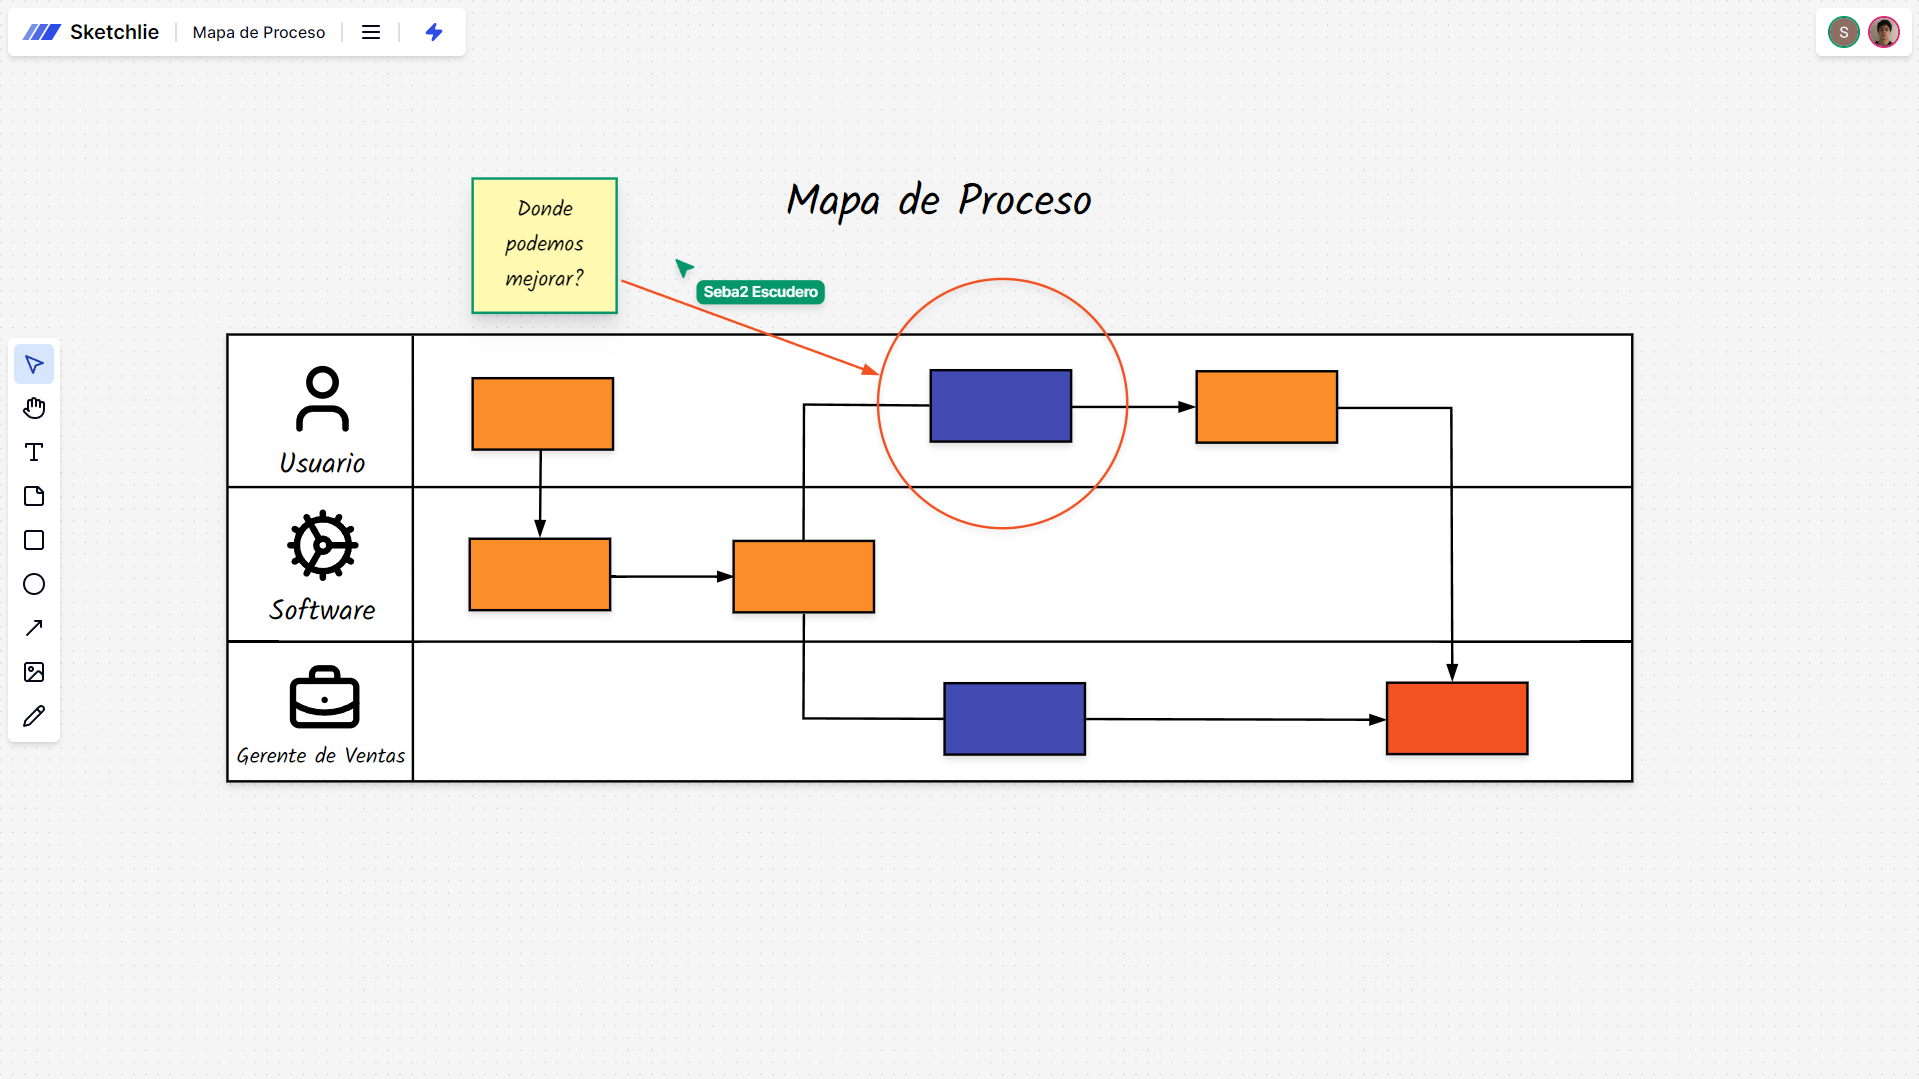 Sketchlie
Mapa de Proceso
S
Mapa de Proceso
Donde
podemos
mejorar?
Seba2 Escudero
Usuario
Software
Gerente de Ventas